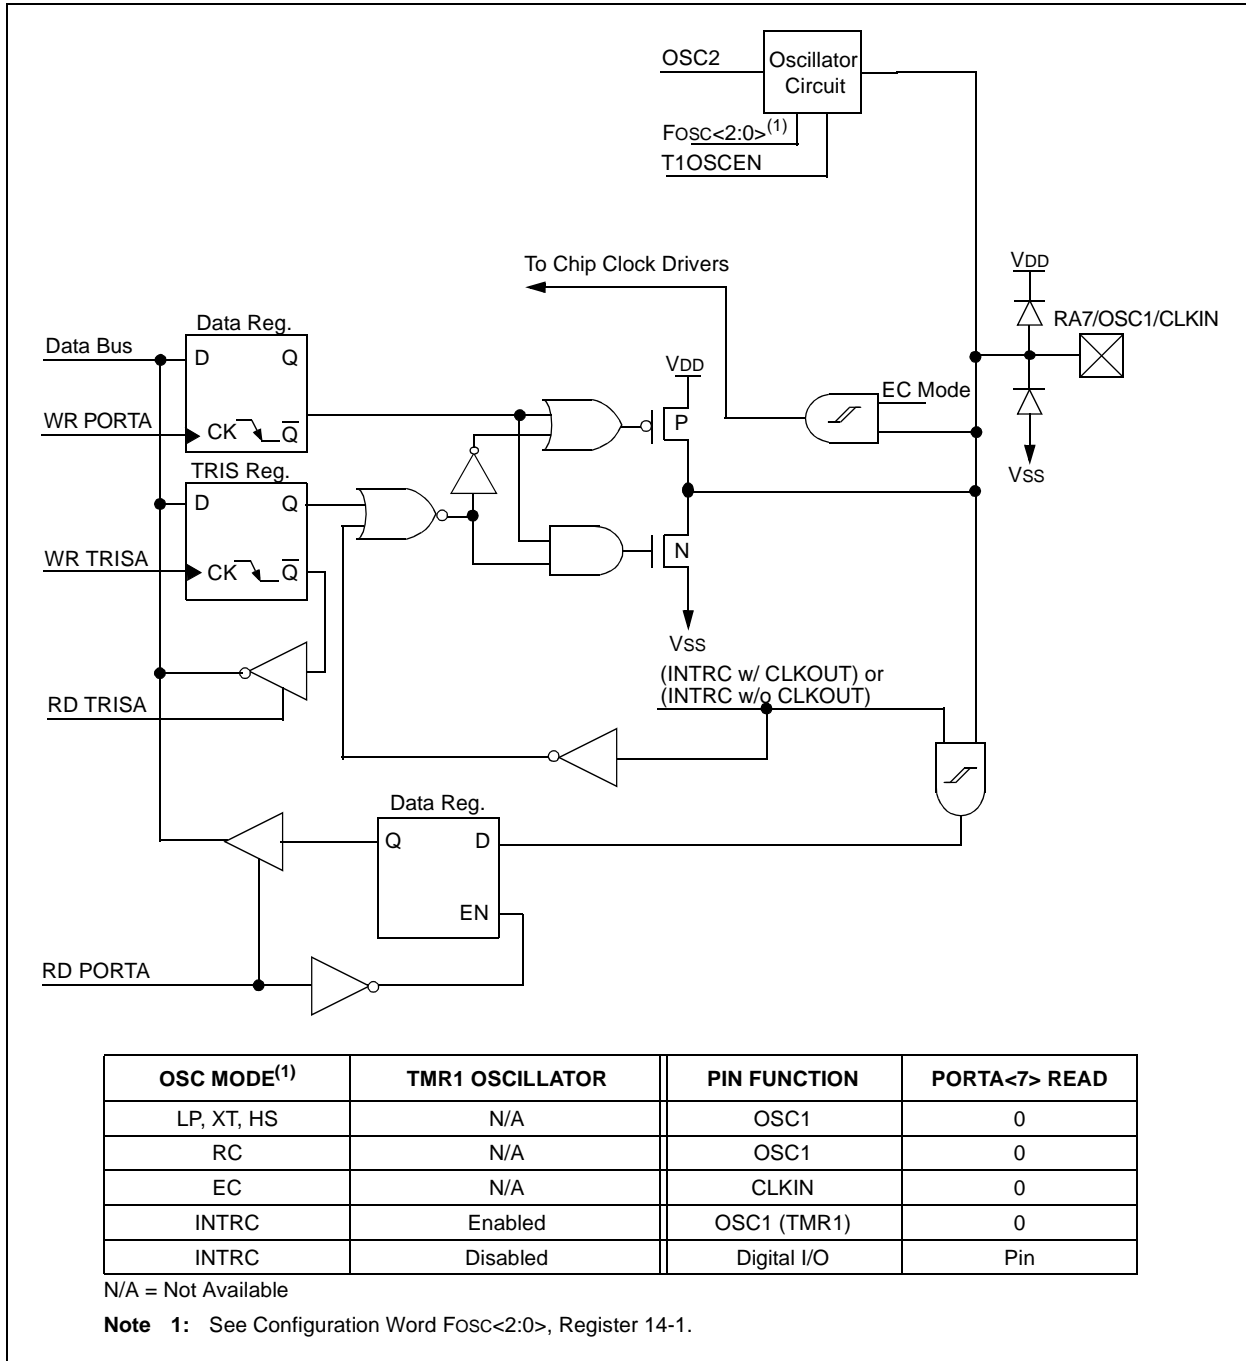 OSC2
Oscillator
Circuit
FOSC<2:0>(1)
T1OSCEN
To Chip Clock Drivers
VDD
RA7/OSC1/CLKIN
Data Reg.
Data Bus
D Q
VDD
EC Mode
WR PORTA
CK Q
P
VSS
TRIS Reg.
D Q
WR TRISA
CK Q
N
VSS
(INTRC w/ CLKOUT) or
(INTRC w/o CLKOUT)
RD TRISA
Data Reg.
Q D
EN
RD PORTA
OSC MODE(1) TMR1 OSCILLATOR PIN FUNCTION PORTA<7> READ
LP, XT, HS N/A OSC1 0
RC N/A OSC1 0
EC N/A CLKIN 0
INTRC Enabled OSC1 (TMR1) 0
INTRC Disabled Digital I/O Pin
N/A = Not Available
Note 1: See Configuration Word FOSC<2:0>, Register 14-1.